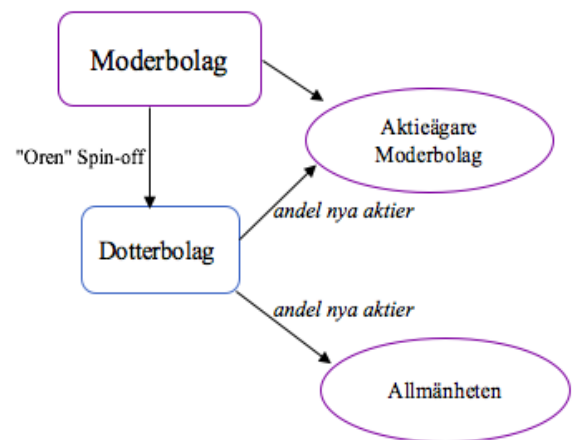 Moderbolag
"Oren" Spin-off
Aktieägare
Moderbolag
andel nya aktier
Dotterbolag
andel nya aktier
Allmänheten